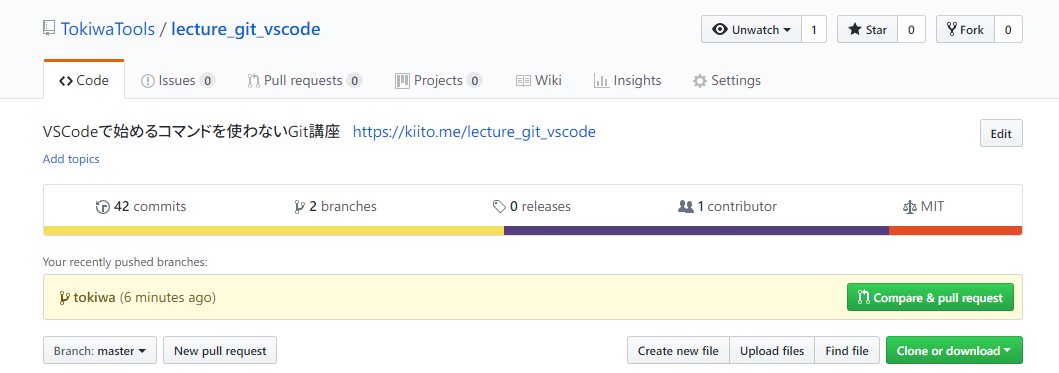 TokiwaTools / lecture_git_vscode Unwatch 1 Star 0 Fork 0
Code Issues 0 Pull requests 0 Projects 0 Wiki Insights Settings
VSCodeで始めるコマンドを使わないGit講座 https://kiito.me/lecture_git_vscode Edit
Add topics
42 commits 2 branches 0 releases 1 contributor MIT
Your recently pushed branches:
tokiwa (6 minutes ago) Compare & pull request
Branch: master New pull request Create new file Upload files Find file Clone or download